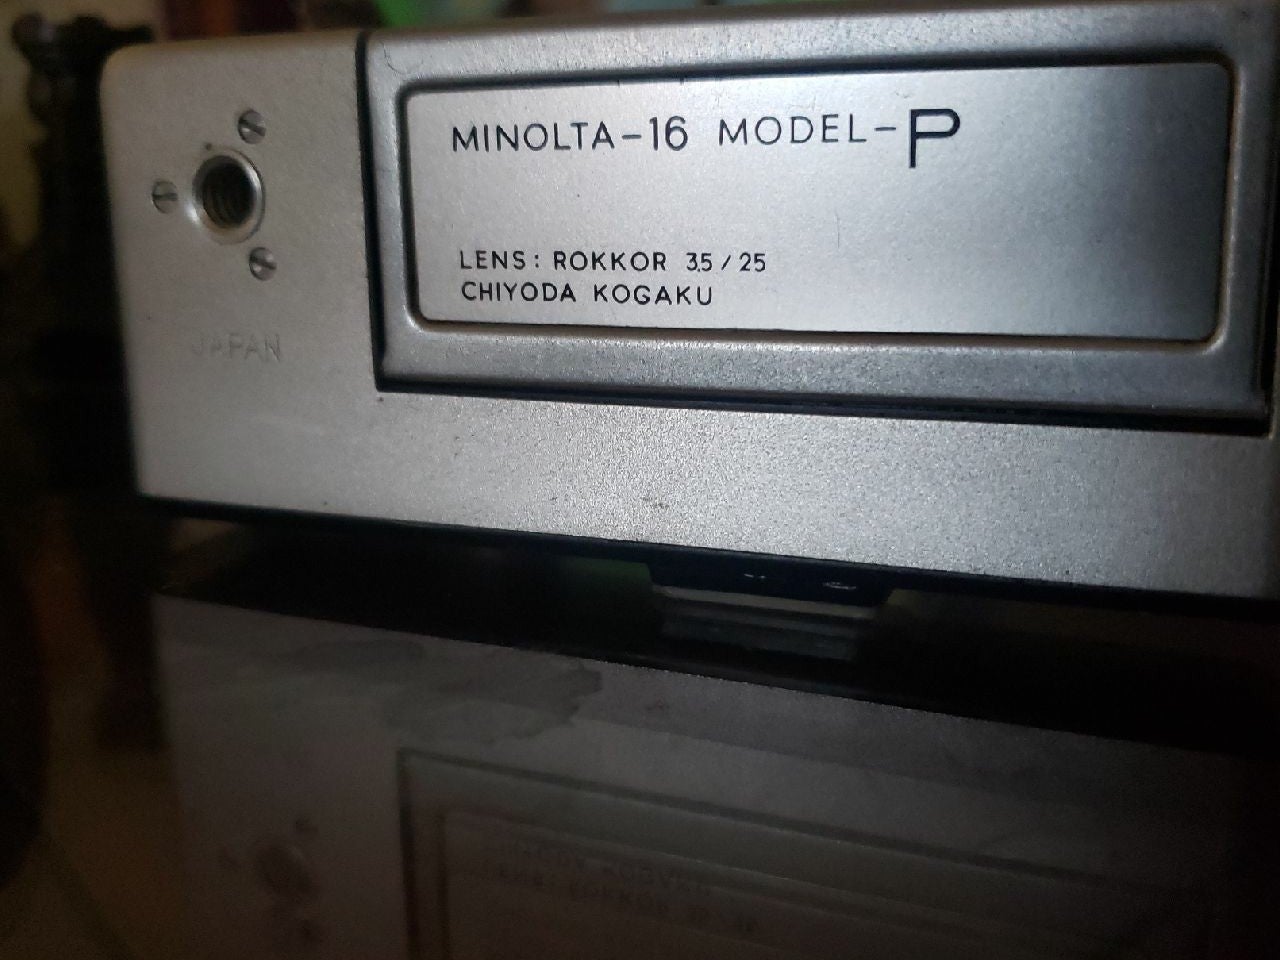 MINOLTA-16 MODEL-P
LENS: ROKKOR 3.5/25
CHIYODA KOGAKU
JAPAN